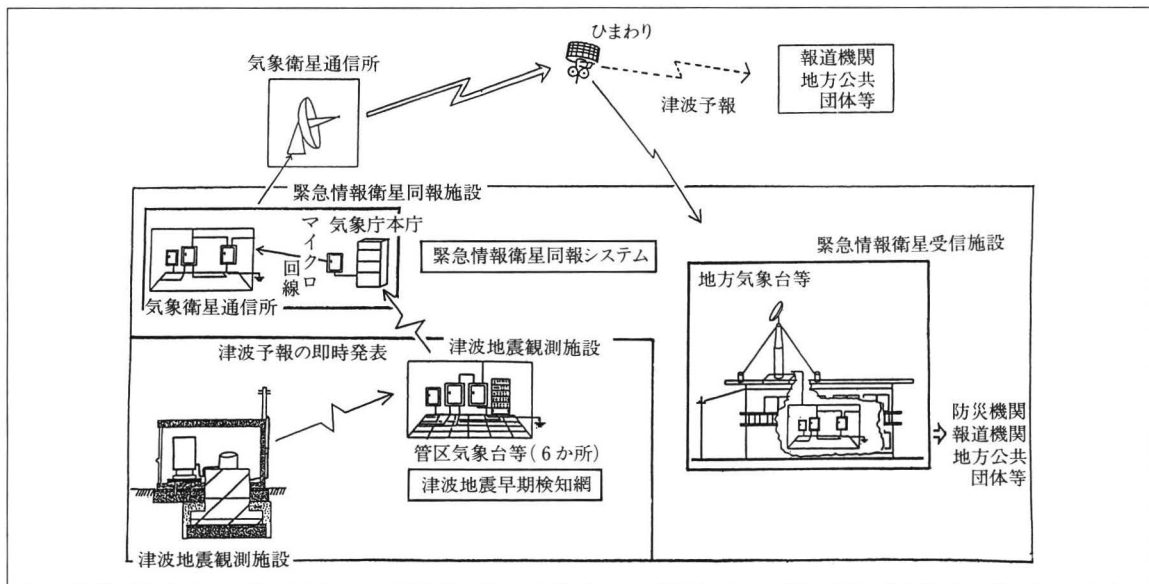 ひまわり
気象衛星通信所
報道機関
地方公共
団体等
津波予報
緊急情報衛星同報施設
気象庁本庁
マイクロ
回線
気象衛星通信所
緊急情報衛星同報システム
緊急情報衛星受信施設
地方気象台等
津波予報の即時発表
津波地震観測施設
管区気象台等(6か所)
津波地震早期検知網
防災機関
報道機関
地方公共
団体等
津波地震観測施設